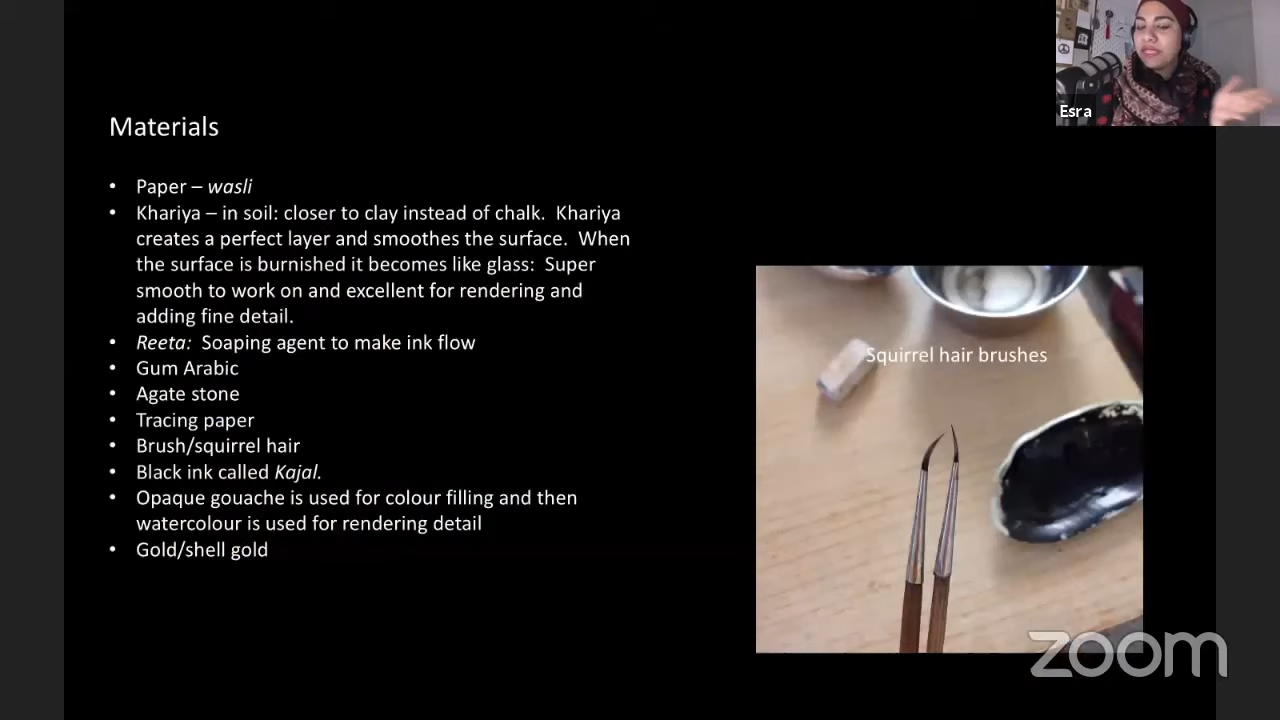 Esra
Materials
• Paper – wasli
• Khariya – in soil: closer to clay instead of chalk.  Khariya
creates a perfect layer and smoothes the surface.  When
the surface is burnished it becomes like glass:  Super
smooth to work on and excellent for rendering and
adding fine detail.
• Reeta:  Soaping agent to make ink flow
• Gum Arabic
• Agate stone
• Tracing paper
• Brush/squirrel hair
• Black ink called Kajal.
• Opaque gouache is used for colour filling and then
watercolour is used for rendering detail
• Gold/shell gold
Squirrel hair brushes
zoom